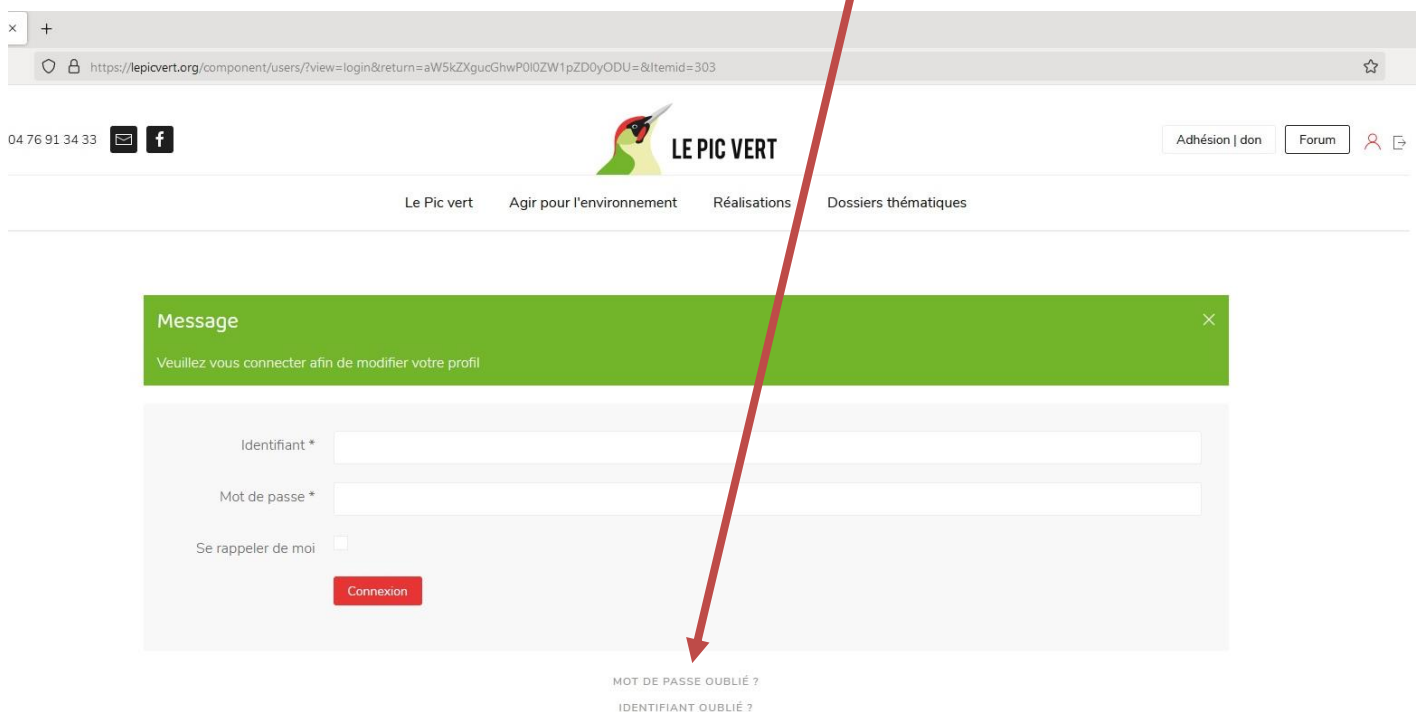 https://lepicvert.org/component/users/?view=login&return=aW5kZXgucGhwP0l0ZW1pZD0yODU=&Itemid=303
04 76 91 34 33
LE PIC VERT
Adhésion | don
Forum
Le Pic vert
Agir pour l'environnement
Réalisations
Dossiers thématiques
Message
Veuillez vous connecter afin de modifier votre profil
Identifiant *
Mot de passe *
Se rappeler de moi
Connexion
MOT DE PASSE OUBLIÉ ?
IDENTIFIANT OUBLIÉ ?